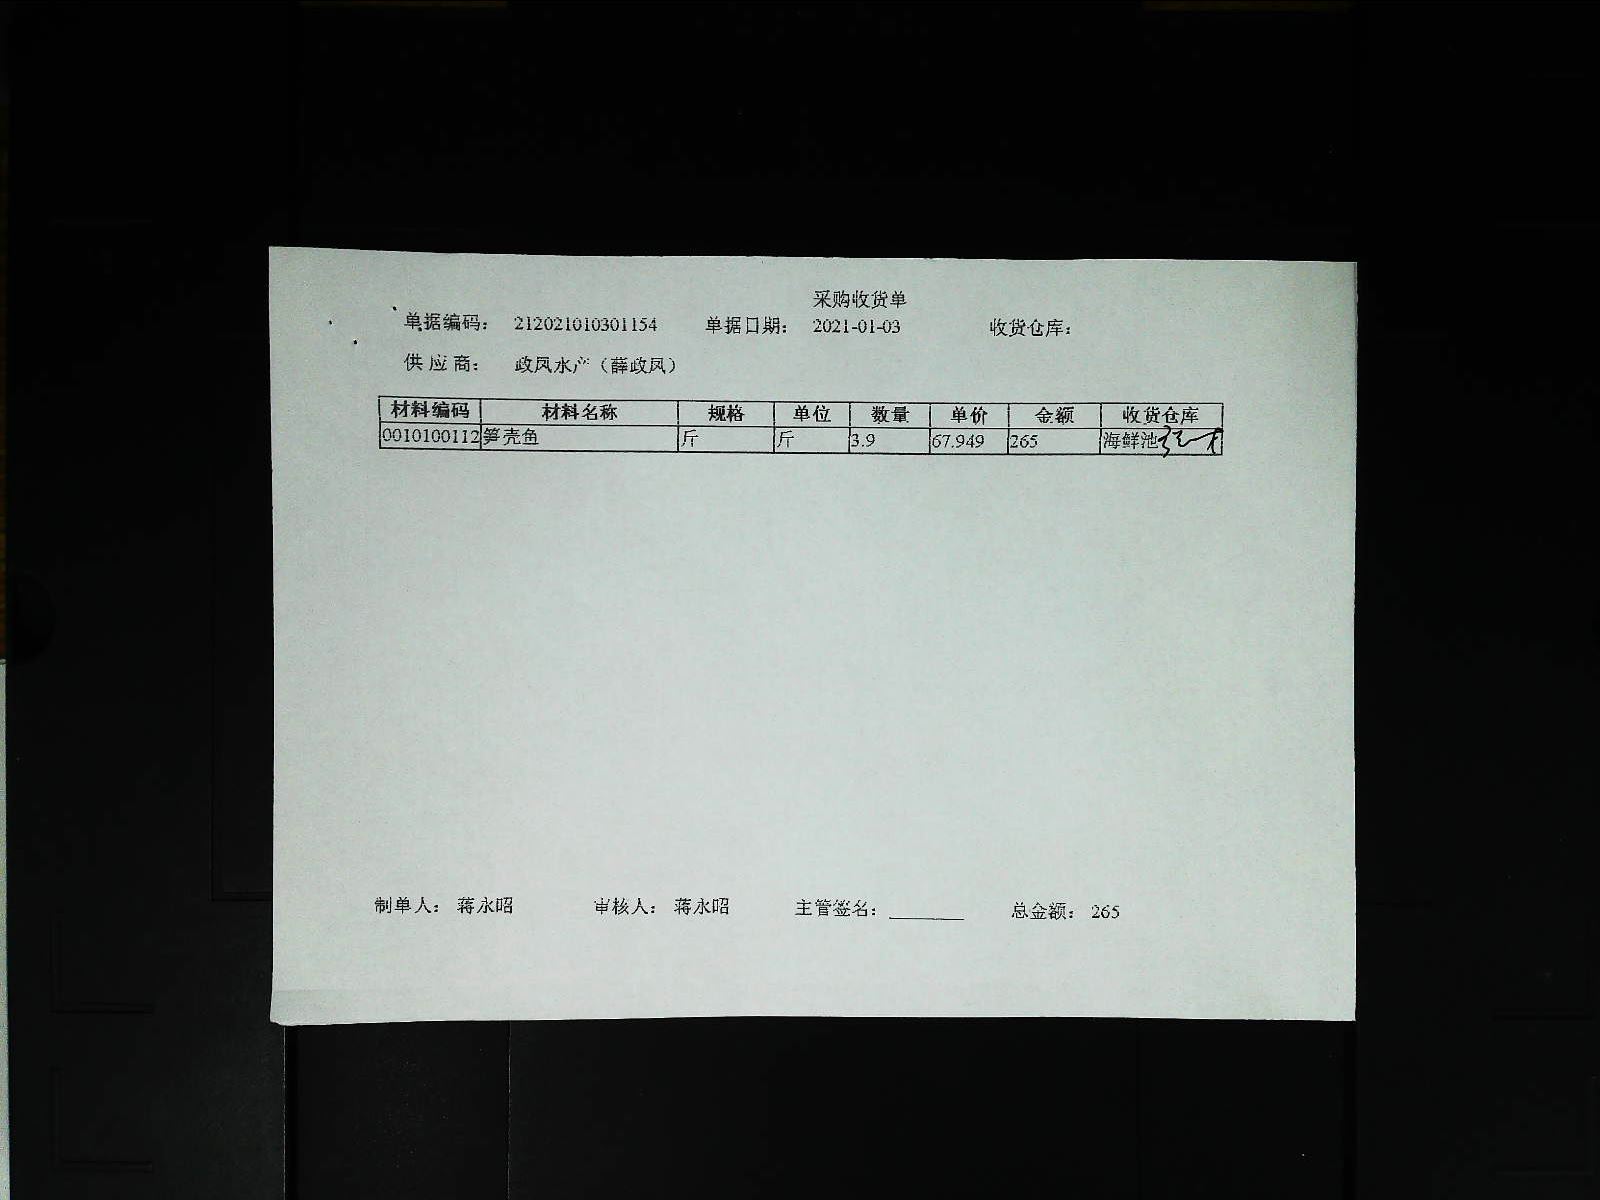 采购收货单
单据编码： 212021010301154 单据日期： 2021-01-03 收货仓库：
供 应 商： 政凤水产（薛政凤）
材料编码 材料名称 规格 单位 数量 单价 金额 收货仓库
0010100112 笋壳鱼 斤 斤 3.9 67.949 265 海鲜池
制单人： 蒋永昭 审核人： 蒋永昭 主管签名： 总金额： 265